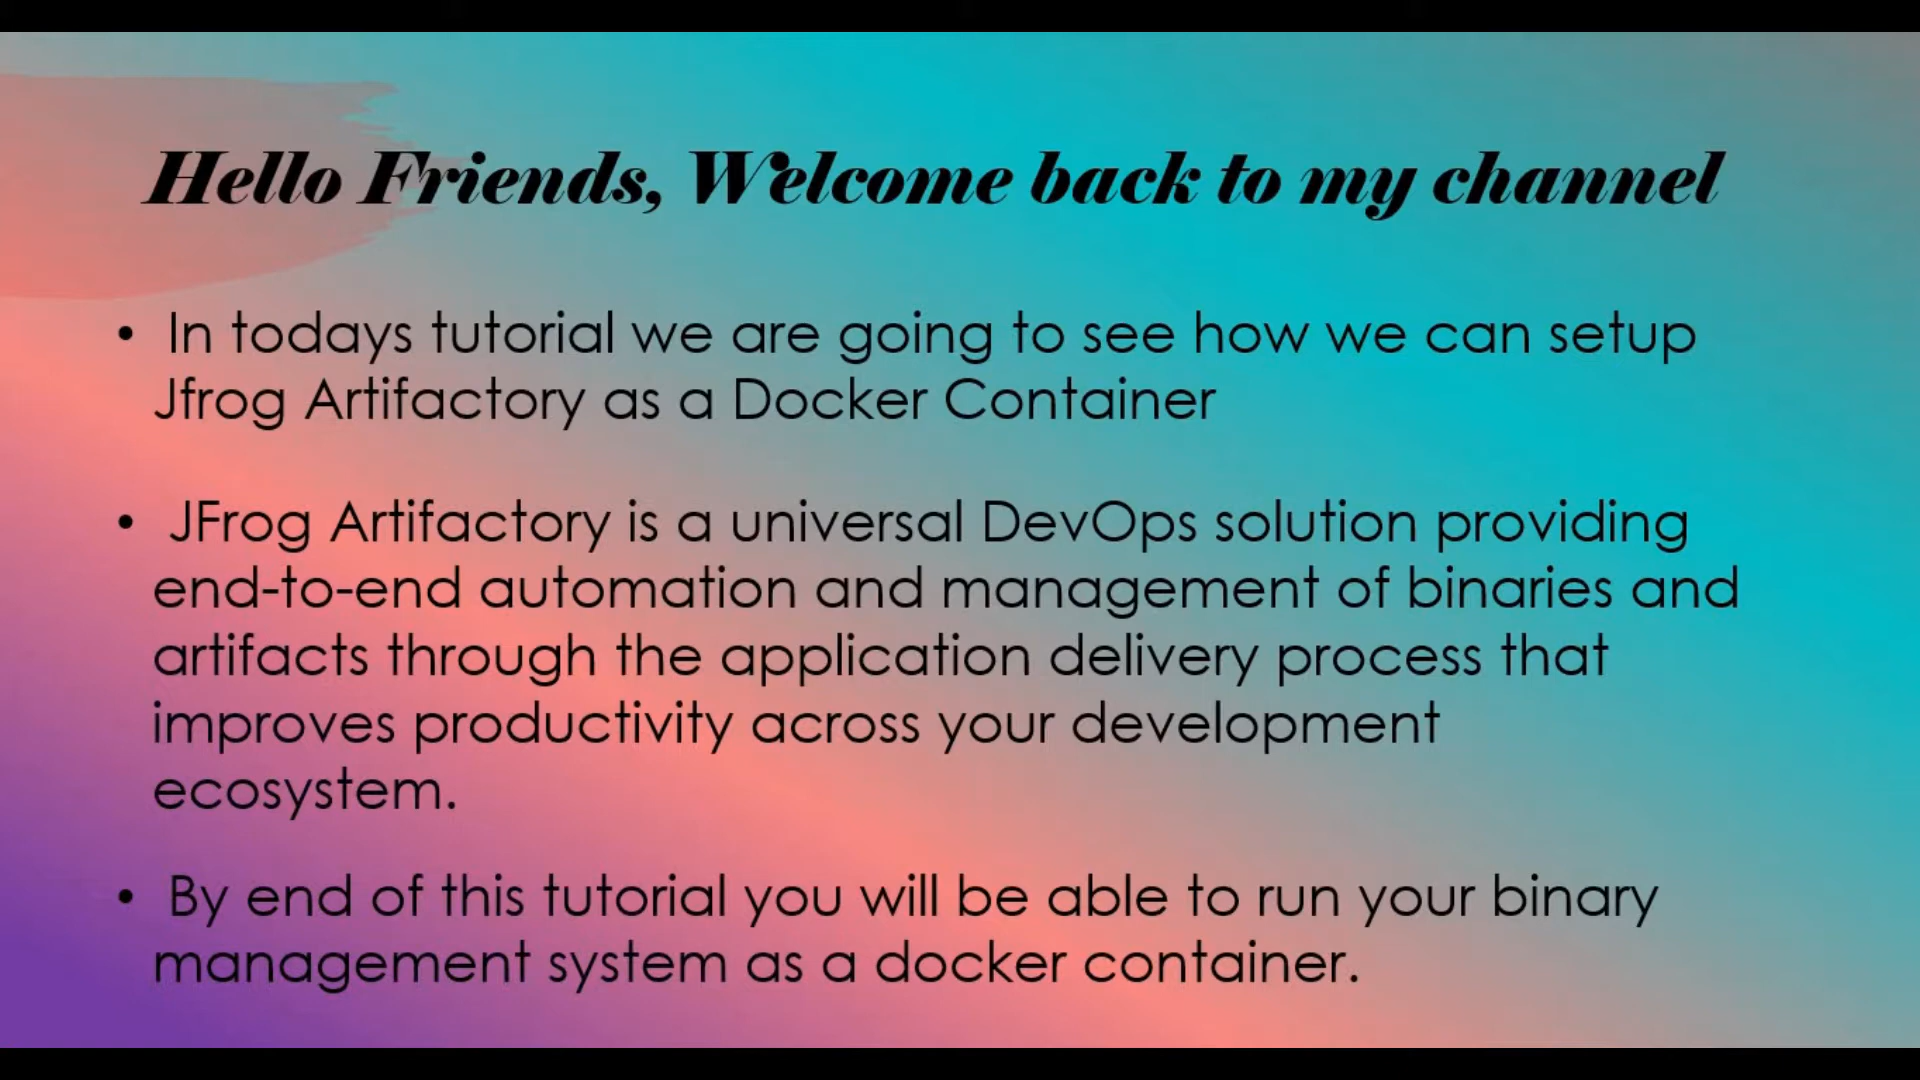 Hello Friends, Welcome back to my channel
• In todays tutorial we are going to see how we can setup
Jfrog Artifactory as a Docker Container
• JFrog Artifactory is a universal DevOps solution providing
end-to-end automation and management of binaries and
artifacts through the application delivery process that
improves productivity across your development
ecosystem.
• By end of this tutorial you will be able to run your binary
management system as a docker container.